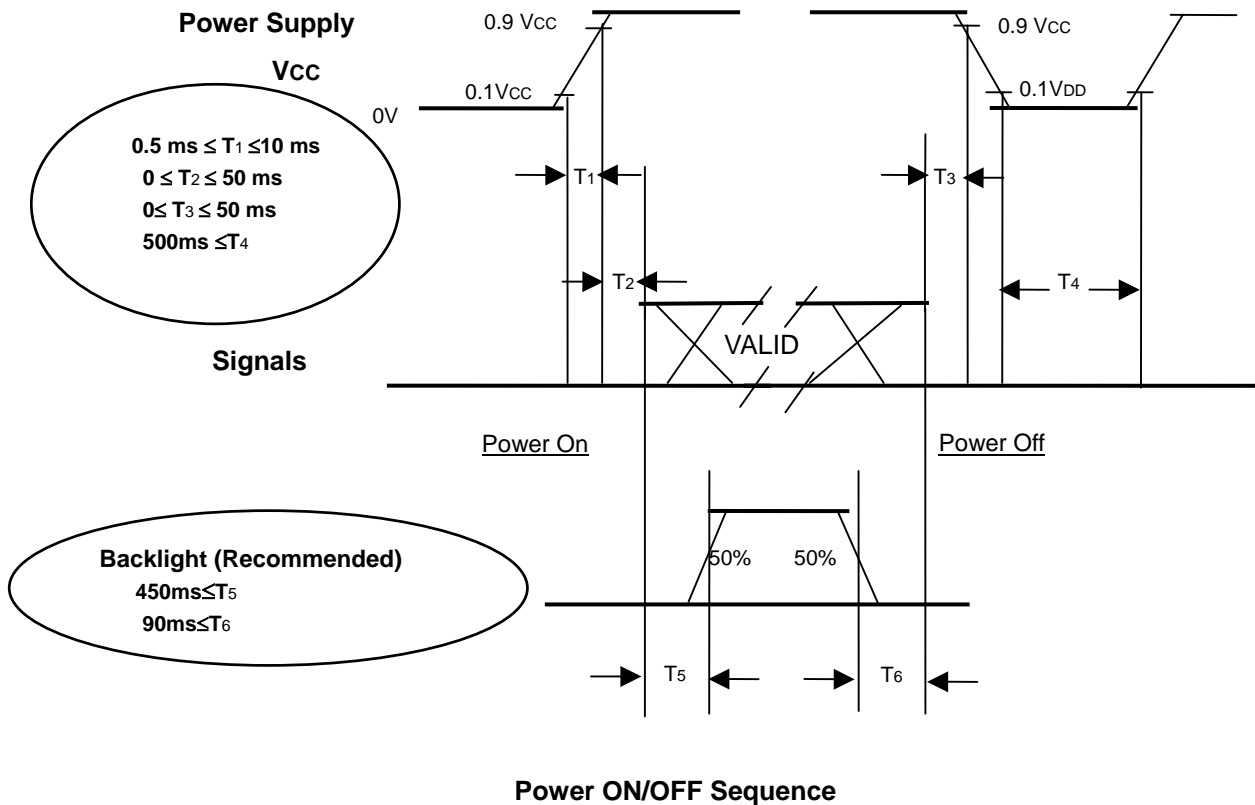 Power Supply
0.9 VCC
0.9 VCC
VCC
0.1VCC
0.1VDD
0V
0.5 ms ≤ T1 ≤10 ms
0 ≤ T2 ≤ 50 ms
0≤ T3 ≤ 50 ms
500ms ≤T4
T1
T3
T2
T4
VALID
Signals
Power On
Power Off
Backlight (Recommended)
450ms≤T5
90ms≤T6
50%
50%
T5
T6
Power ON/OFF Sequence